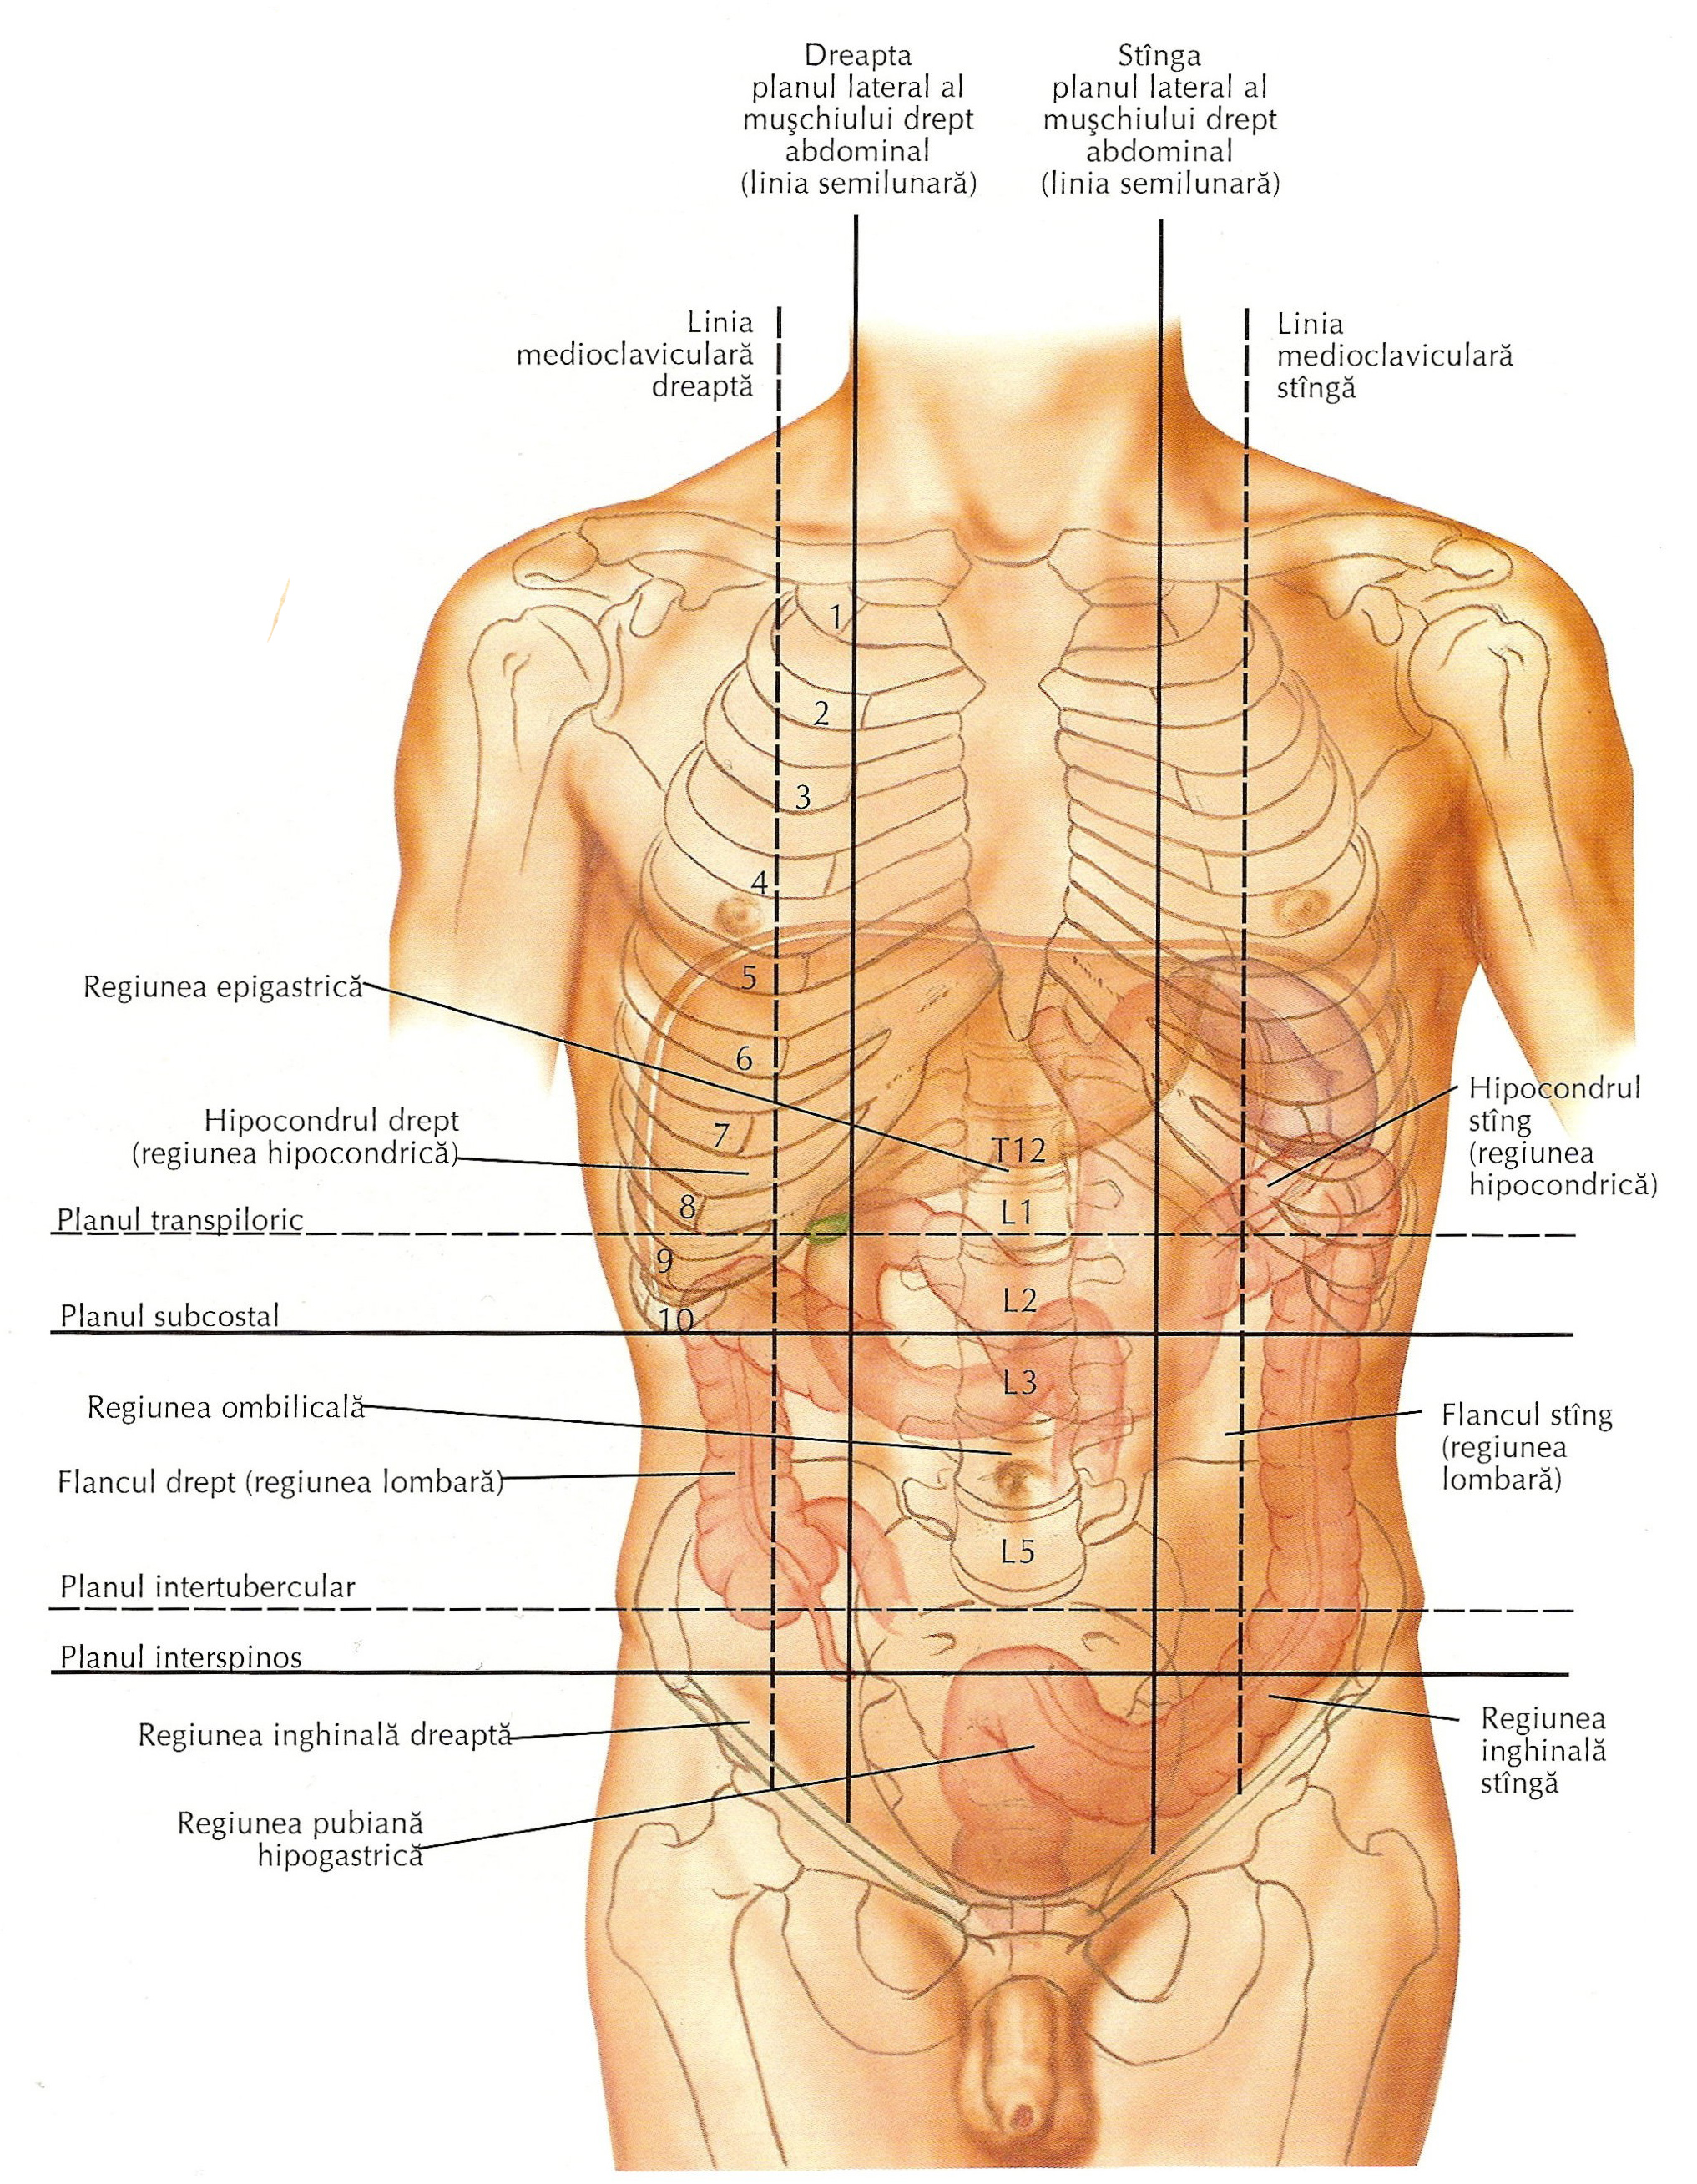 Dreapta
planul lateral al
muşchiului drept
abdominal
(linia semilunară)
Stînga
planul lateral al
muşchiului drept
abdominal
(linia semilunară)
Linia
medioclaviculară
dreaptă
Linia
medioclaviculară
stîngă
1
2
3
4
5
6
7
8
9
10
Regiunea epigastrică
Hipocondrul drept
(regiunea hipocondrică)
Planul transpiloric
Planul subcostal
Regiunea ombilicală
Flancul drept (regiunea lombară)
Planul intertubercular
Planul interspinos
Regiunea inghinală dreaptă
Regiunea pubiană
hipogastrică
T12
L1
L2
L3
L5
Hipocondrul
stîng
(regiunea
hipocondrică)
Flancul stîng
(regiunea
lombară)
Regiunea
inghinală
stîngă